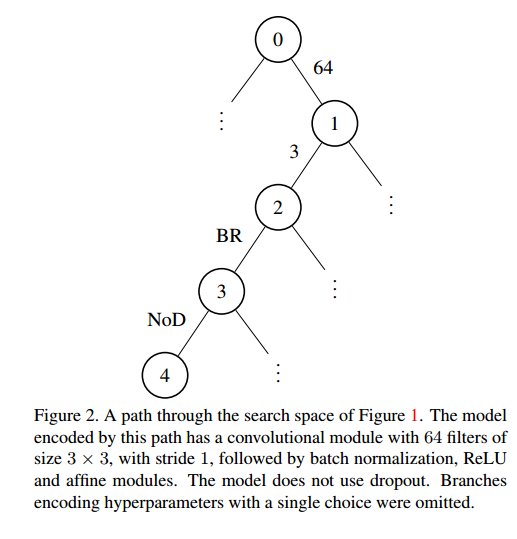 0
64
⋮
1
3
2
⋮
BR
3
⋮
NoD
4
⋮
Figure 2. A path through the search space of Figure 1. The model
encoded by this path has a convolutional module with 64 filters of
size 3 × 3, with stride 1, followed by batch normalization, ReLU
and affine modules. The model does not use dropout. Branches
encoding hyperparameters with a single choice were omitted.